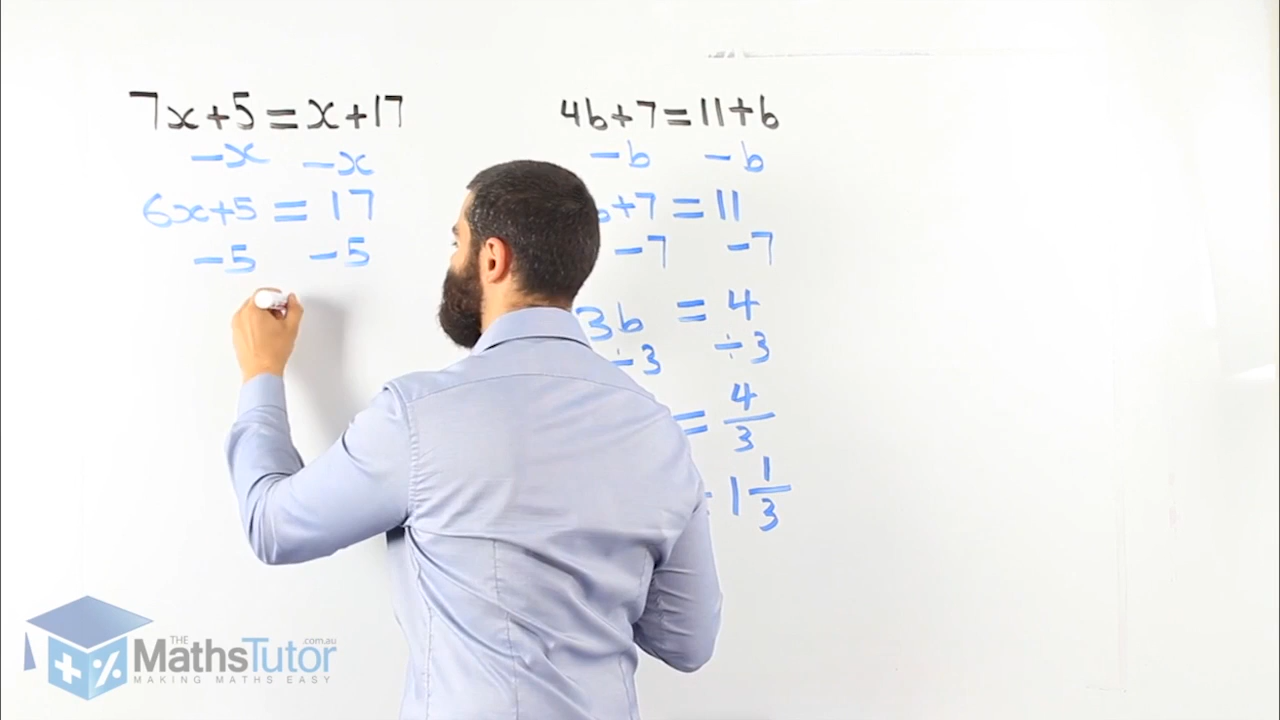 7x+5=x+17
-x -x
6x+5 = 17
-5 -5
4b+7=11+b
-b -b
+7 = 11
-7 -7
3b = 4
÷3 ÷3
= 4/3
1 1/3
THE
MathsTutor
.com.au
MAKING MATHS EASY